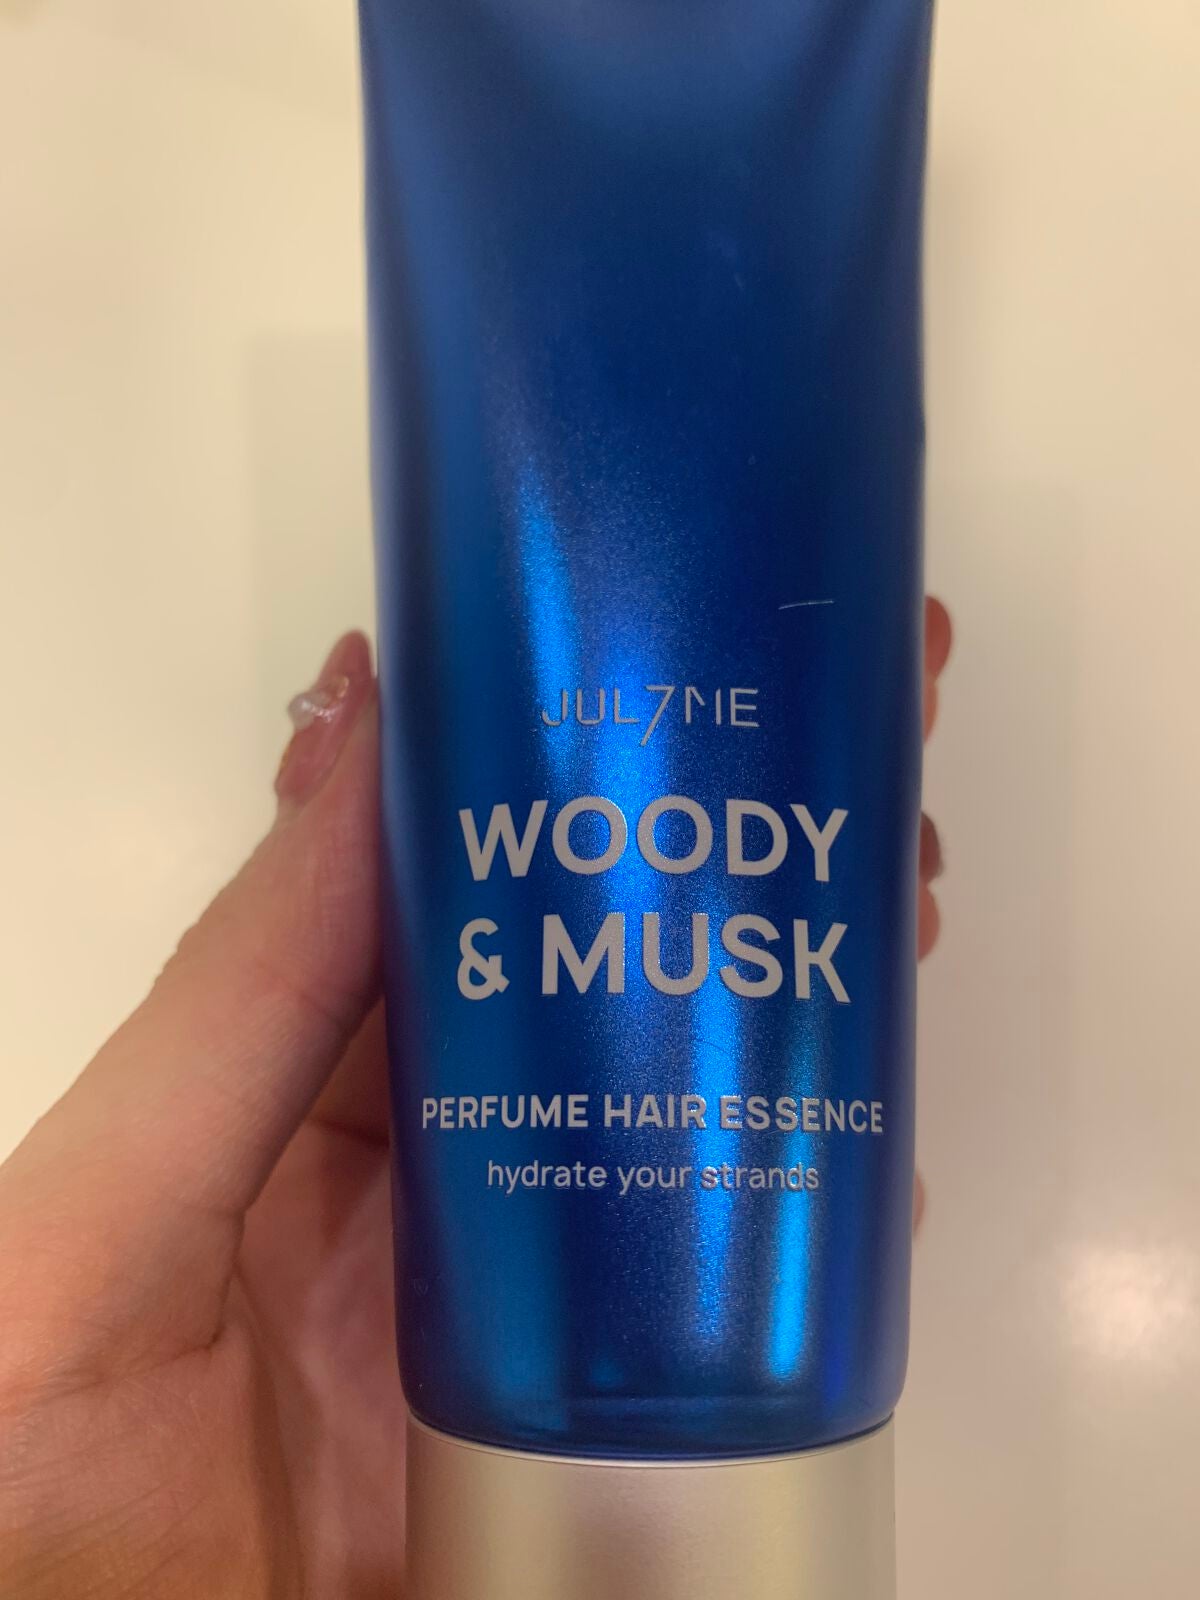 JUL7ME
WOODY
& MUSK
PERFUME HAIR ESSENCE
hydrate your strands